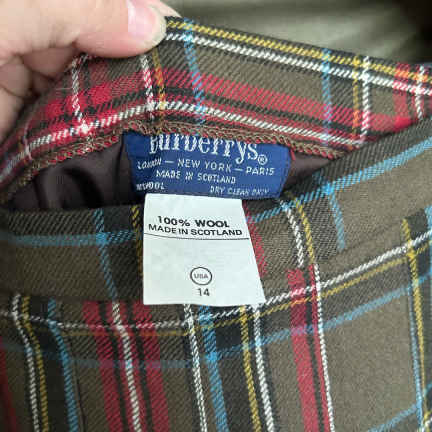 Burberrys®
LONDON — NEW YORK — PARIS
MADE IN SCOTLAND
WOOL DRY CLEAN ONLY
100% WOOL
MADE IN SCOTLAND
USA
14